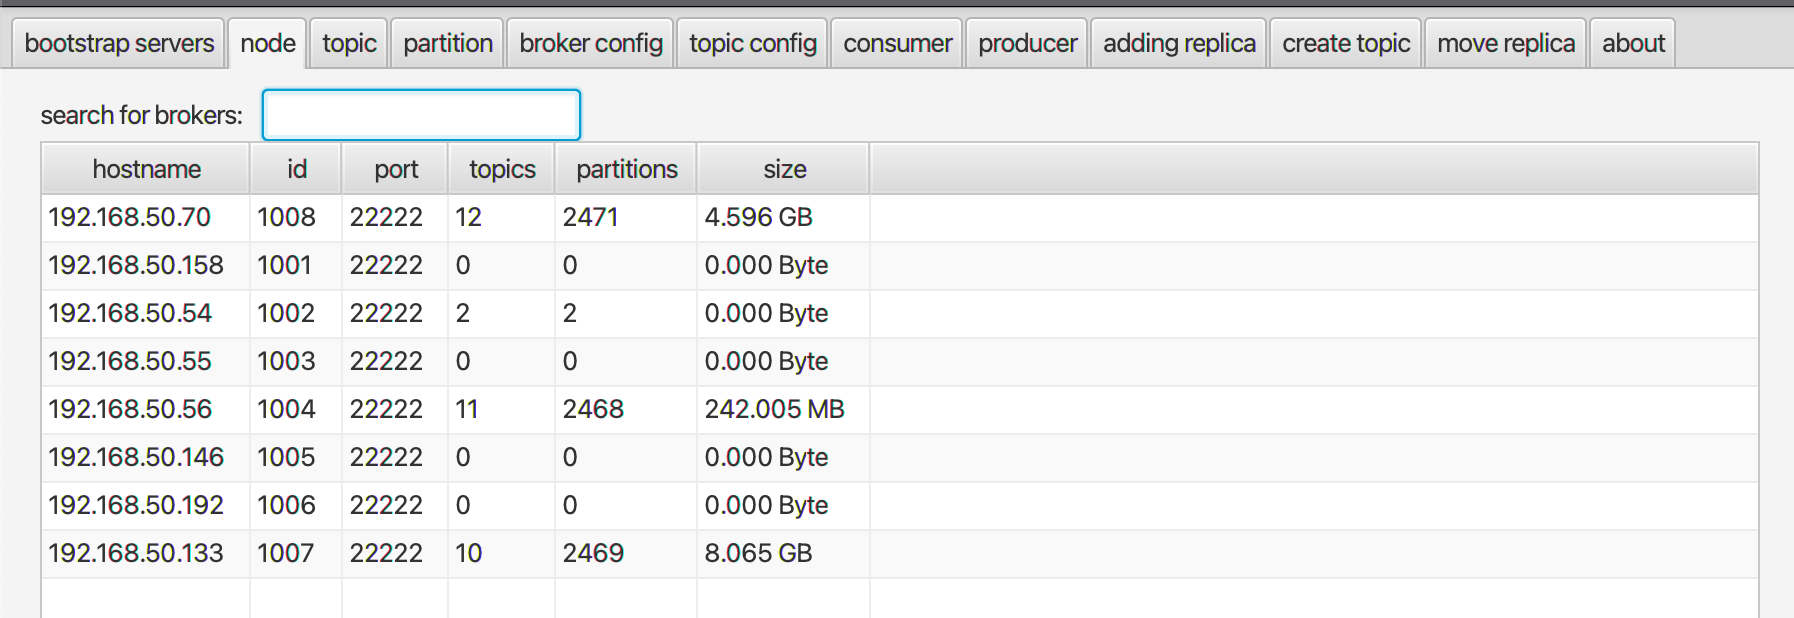 bootstrap servers node topic partition broker config topic config consumer producer adding replica create topic move replica about
search for brokers:
hostname id port topics partitions size
192.168.50.70 1008 22222 12 2471 4.596 GB
192.168.50.158 1001 22222 0 0 0.000 Byte
192.168.50.54 1002 22222 2 2 0.000 Byte
192.168.50.55 1003 22222 0 0 0.000 Byte
192.168.50.56 1004 22222 11 2468 242.005 MB
192.168.50.146 1005 22222 0 0 0.000 Byte
192.168.50.192 1006 22222 0 0 0.000 Byte
192.168.50.133 1007 22222 10 2469 8.065 GB